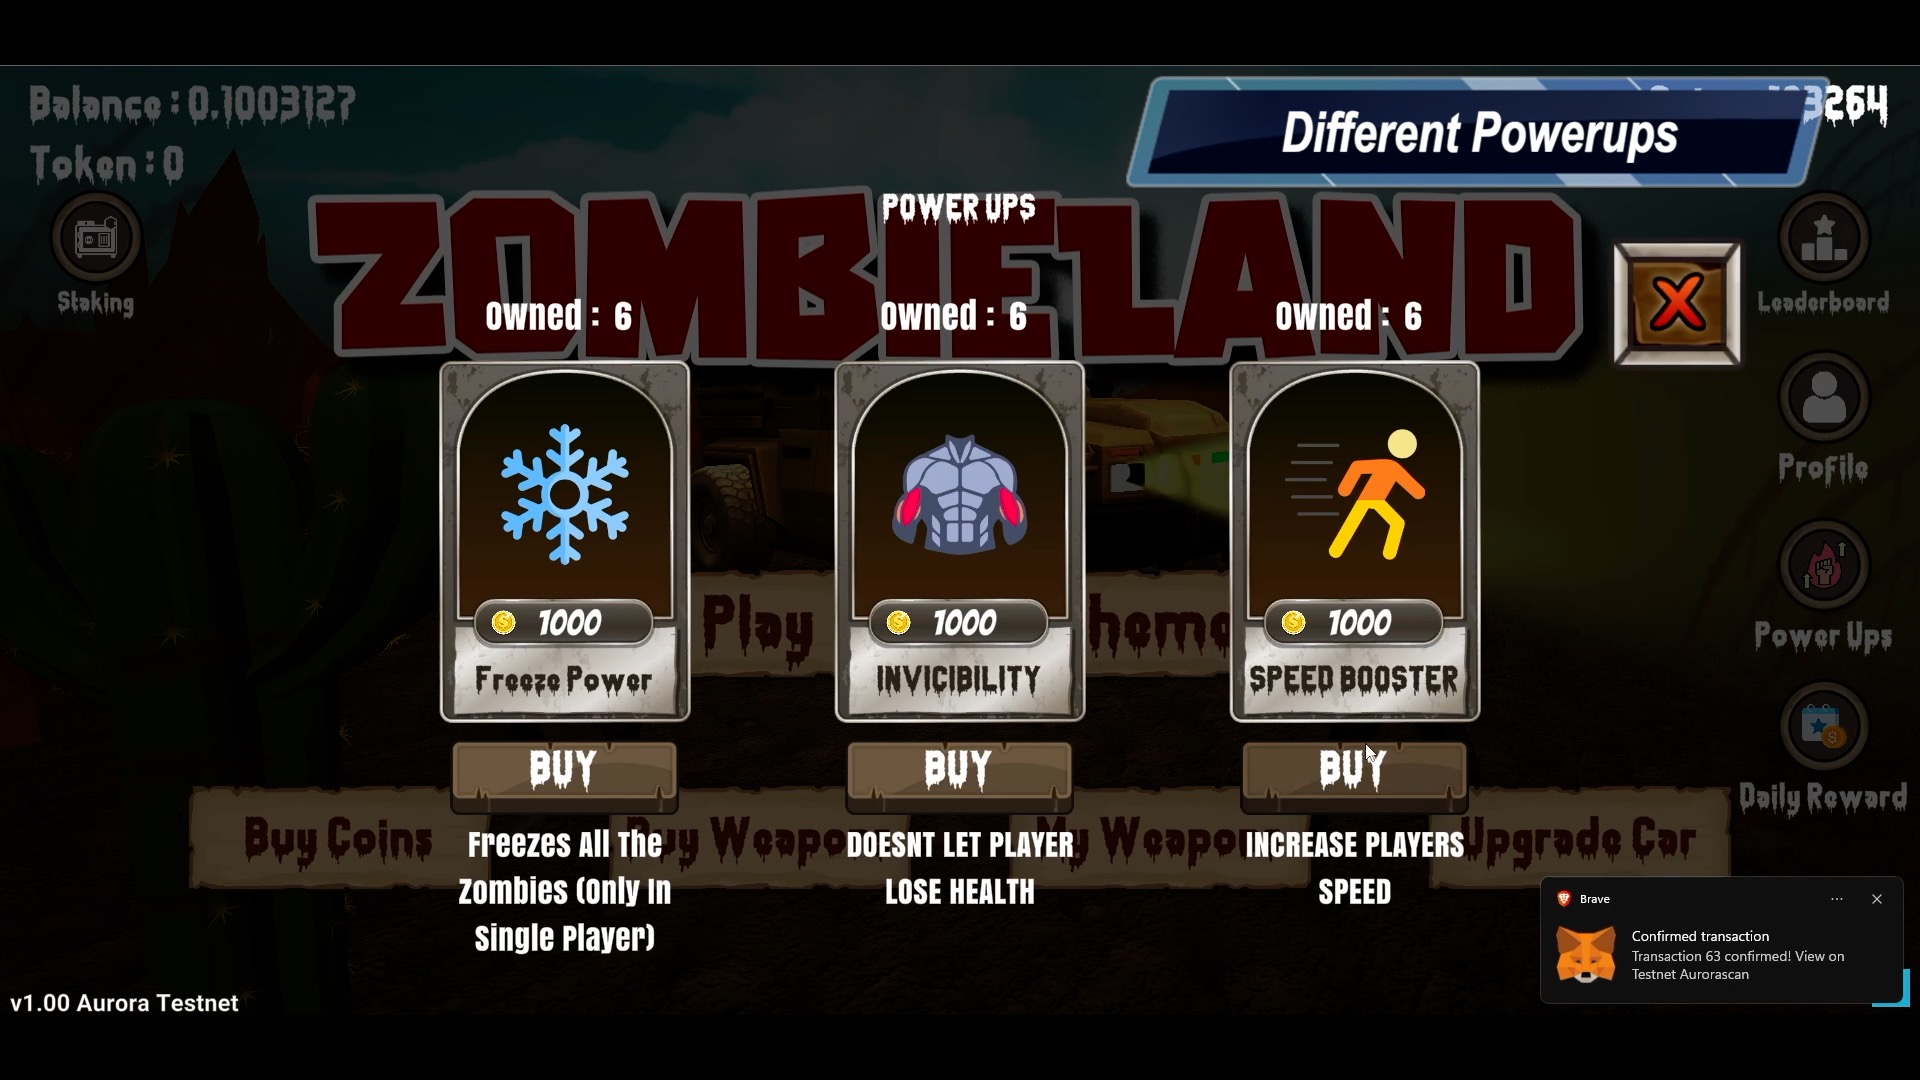 Balance : 0.1003127
Token : 0
Different Powerups
3264
ZOMBIELAND
POWER UPS
Staking
Leaderboard
Owned : 6
Owned : 6
Owned : 6
Profile
1000
1000
1000
Play
Freeze Power
INVICIBILITY
SPEED BOOSTER
Power Ups
BUY
BUY
BUY
Daily Reward
Buy Coins
Upgrade Car
Freezes All The
Zombies (Only In
Single Player)
DOESNT LET PLAYER
LOSE HEALTH
INCREASE PLAYERS
SPEED
Brave
Confirmed transaction
Transaction 63 confirmed! View on
Testnet Aurorascan
v1.00 Aurora Testnet